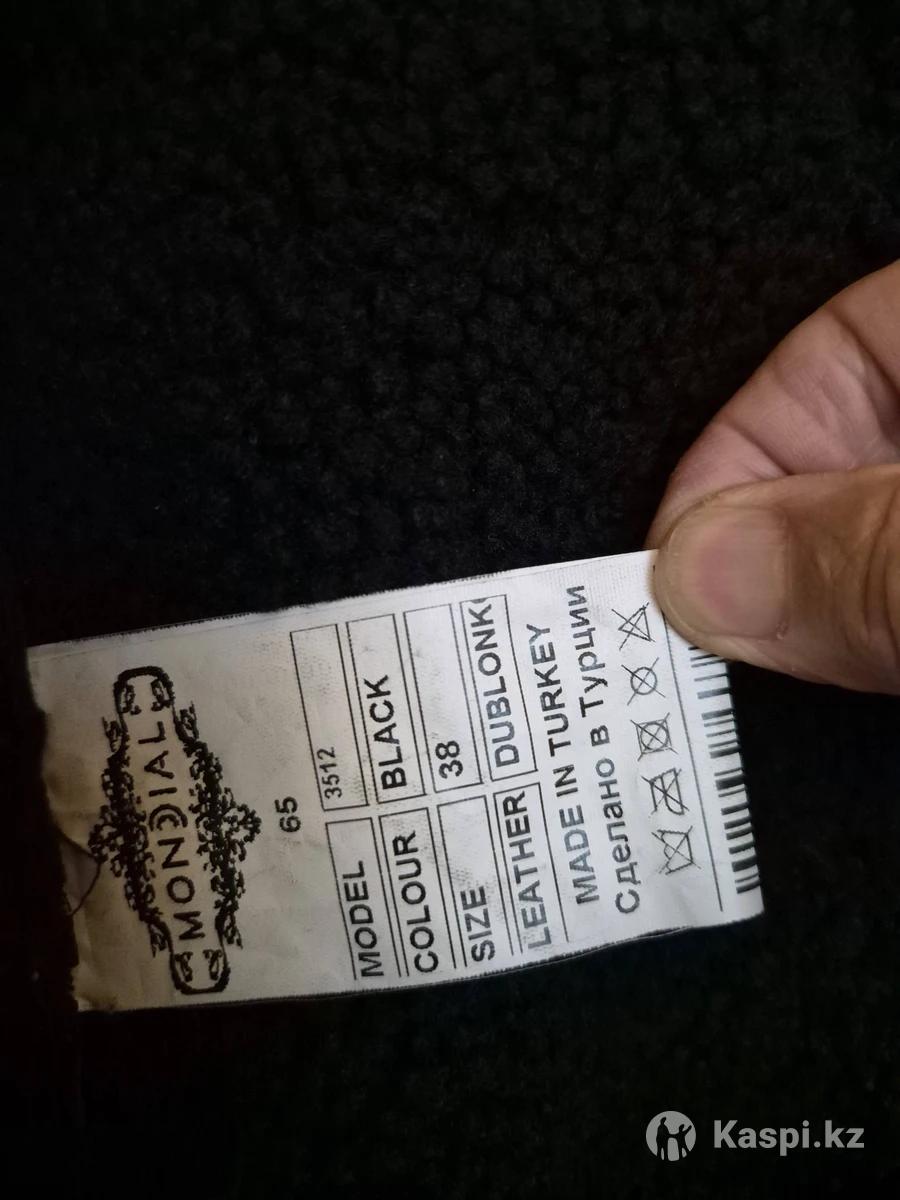 MONDIAL
65
MODEL 3512
COLOUR BLACK
SIZE 38
LEATHER DUBLONK
MADE IN TURKEY
Сделано в Турции
Kaspi.kz